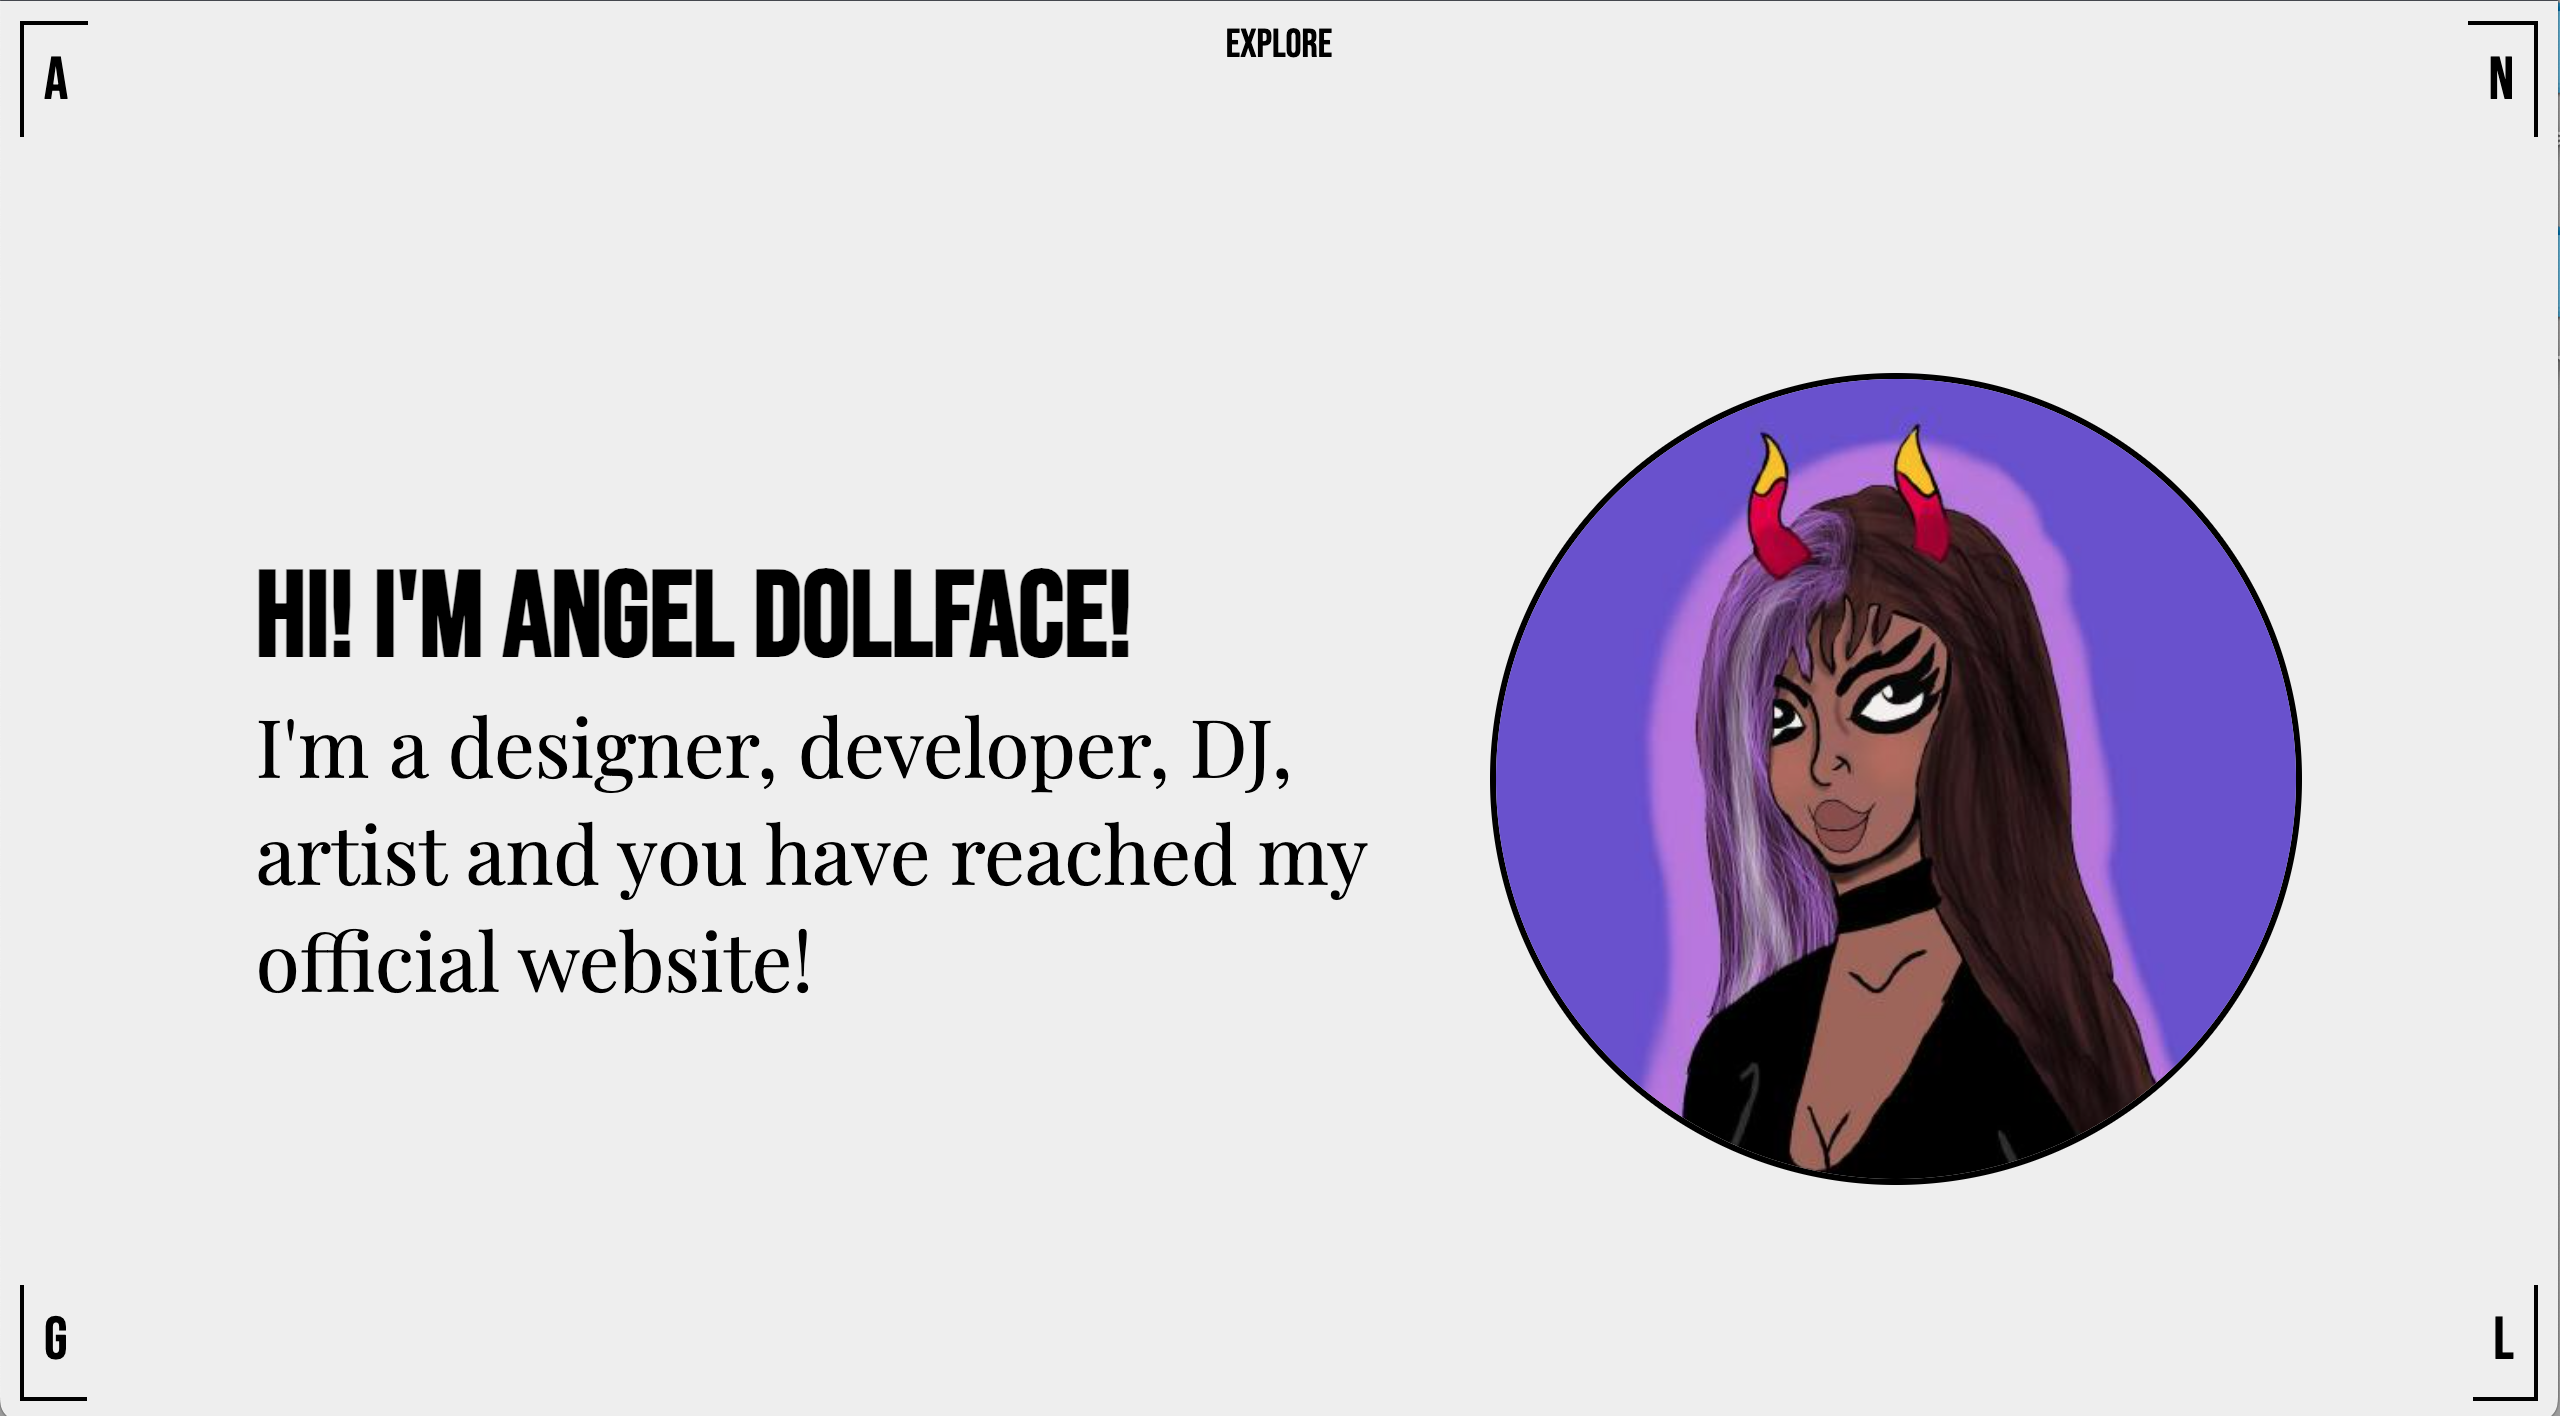 A
EXPLORE
N
HI! I'M ANGEL DOLLFACE!
I'm a designer, developer, DJ,
artist and you have reached my
official website!
G
L